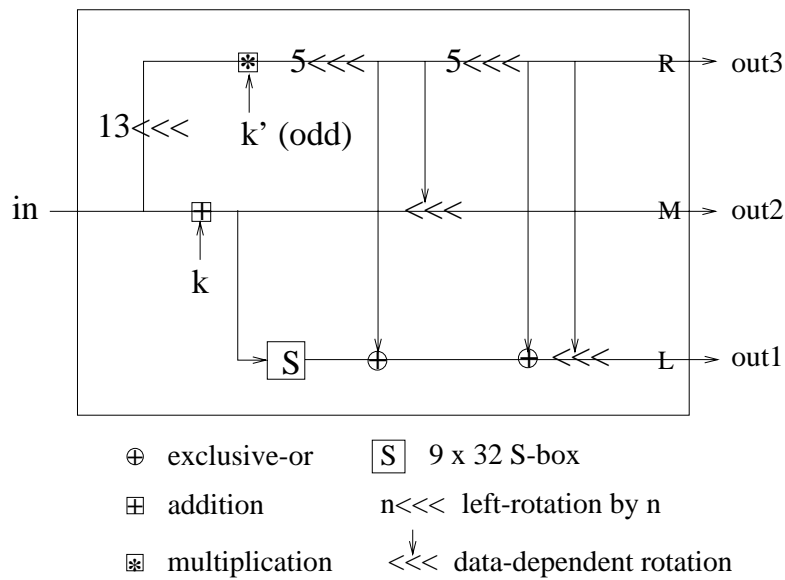 5<<< 5<<< R out3
13<<<
k’ (odd)
in <<< M out2
k
S <<< L out1
⊕ exclusive-or S 9 x 32 S-box
⊞ addition n<<< left-rotation by n
* multiplication <<< data-dependent rotation